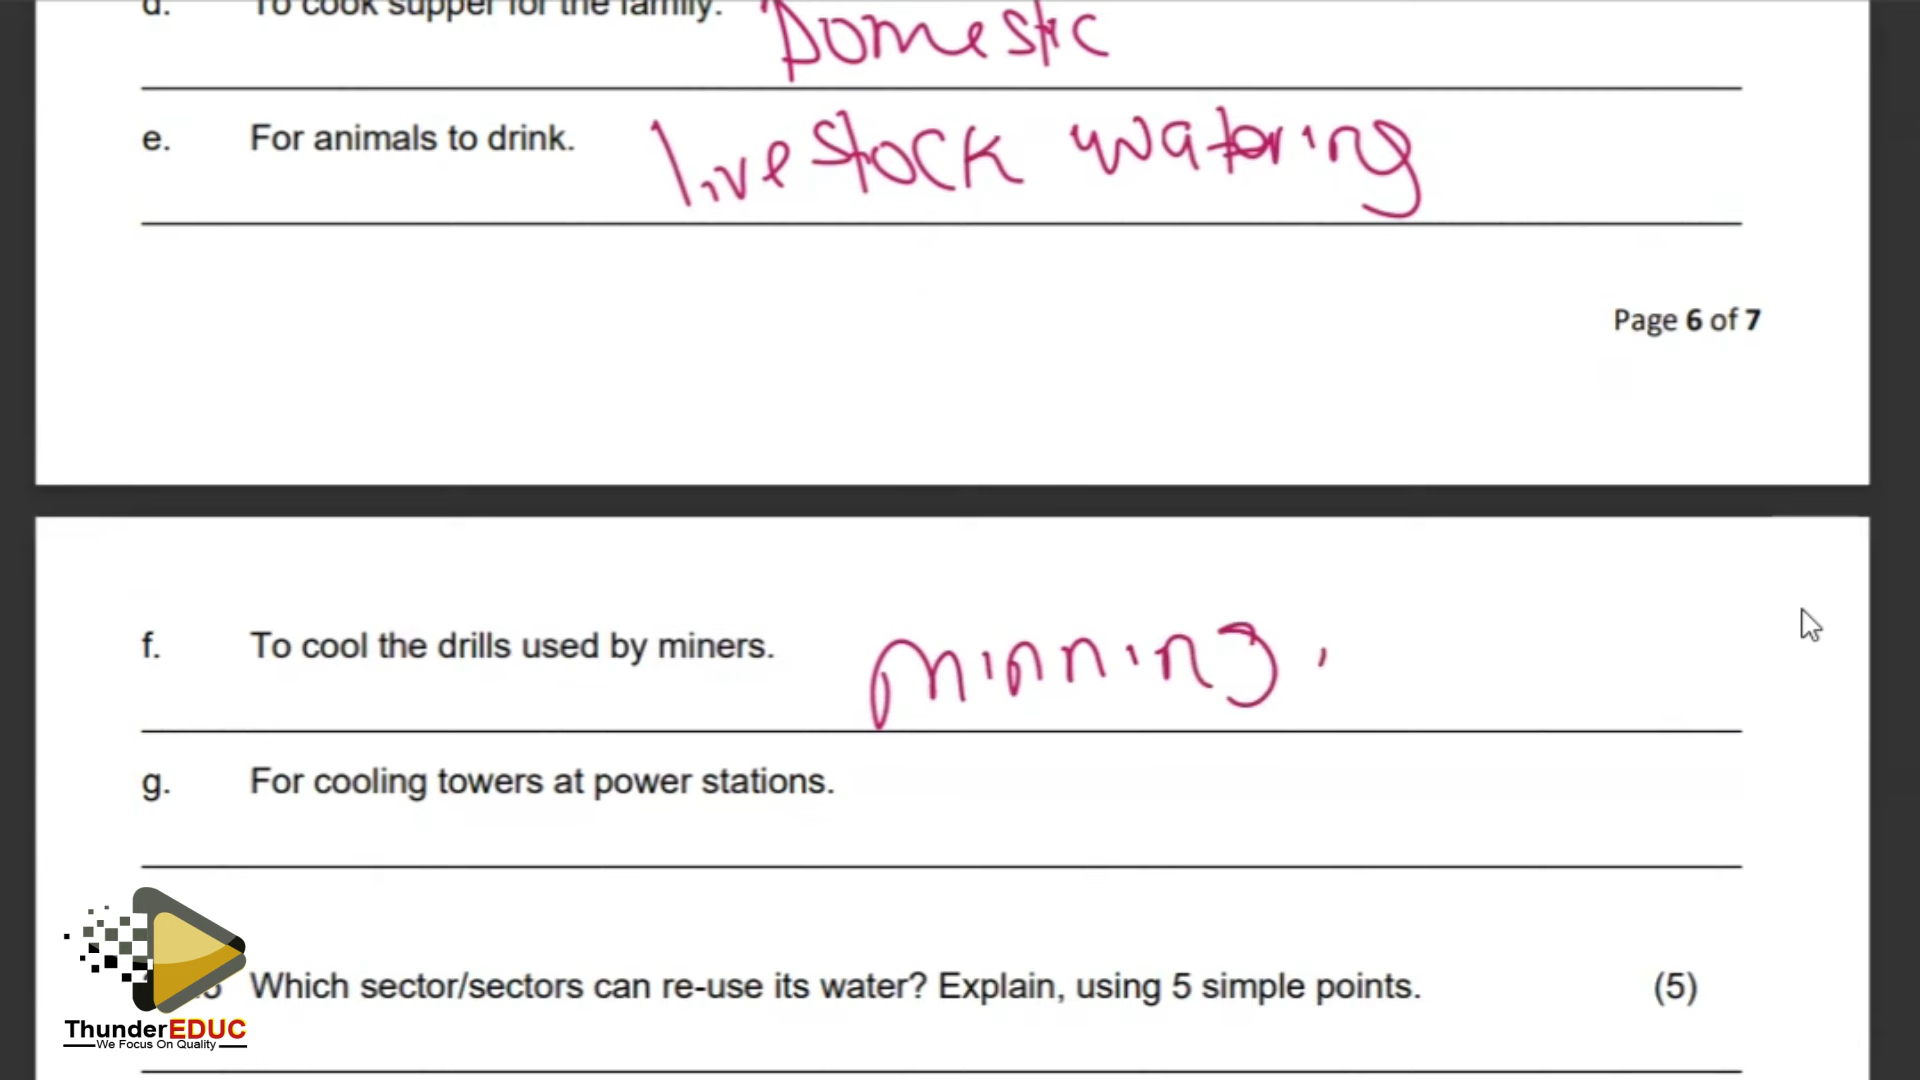 d. To cook supper for the family. Domestic
e. For animals to drink. livestock watering
Page 6 of 7
f. To cool the drills used by miners. minning.
g. For cooling towers at power stations.
Which sector/sectors can re-use its water? Explain, using 5 simple points. (5)
ThunderEDUC
We Focus On Quality